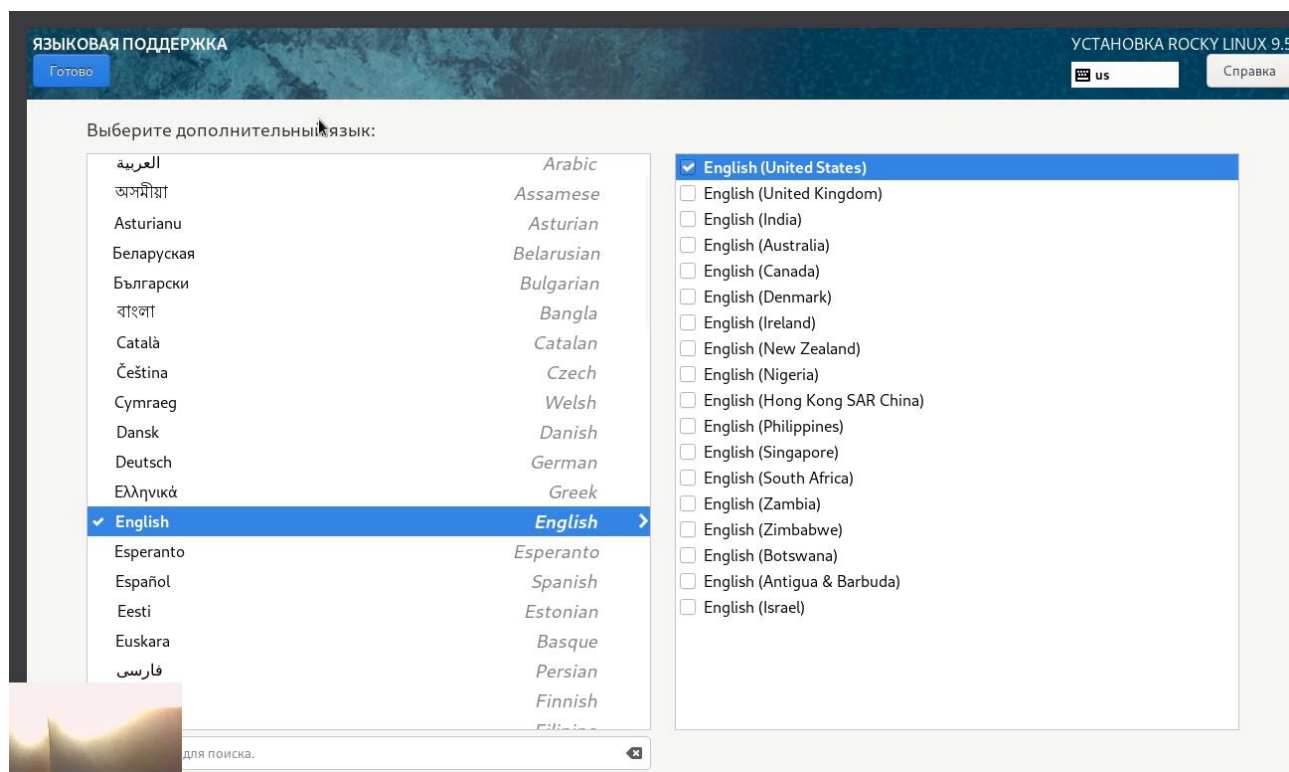 ЯЗЫКОВАЯ ПОДДЕРЖКА
УСТАНОВКА ROCKY LINUX 9.5
Готово
us
Справка
Выберите дополнительный язык:
العربية Arabic
অসমীয়া Assamese
Asturianu Asturian
Беларуская Belarusian
Български Bulgarian
বাংলা Bangla
Català Catalan
Čeština Czech
Cymraeg Welsh
Dansk Danish
Deutsch German
Ελληνικά Greek
English English
Esperanto Esperanto
Español Spanish
Eesti Estonian
Euskara Basque
فارسی Persian
Finnish
для поиска.
English (United States)
English (United Kingdom)
English (India)
English (Australia)
English (Canada)
English (Denmark)
English (Ireland)
English (New Zealand)
English (Nigeria)
English (Hong Kong SAR China)
English (Philippines)
English (Singapore)
English (South Africa)
English (Zambia)
English (Zimbabwe)
English (Botswana)
English (Antigua & Barbuda)
English (Israel)